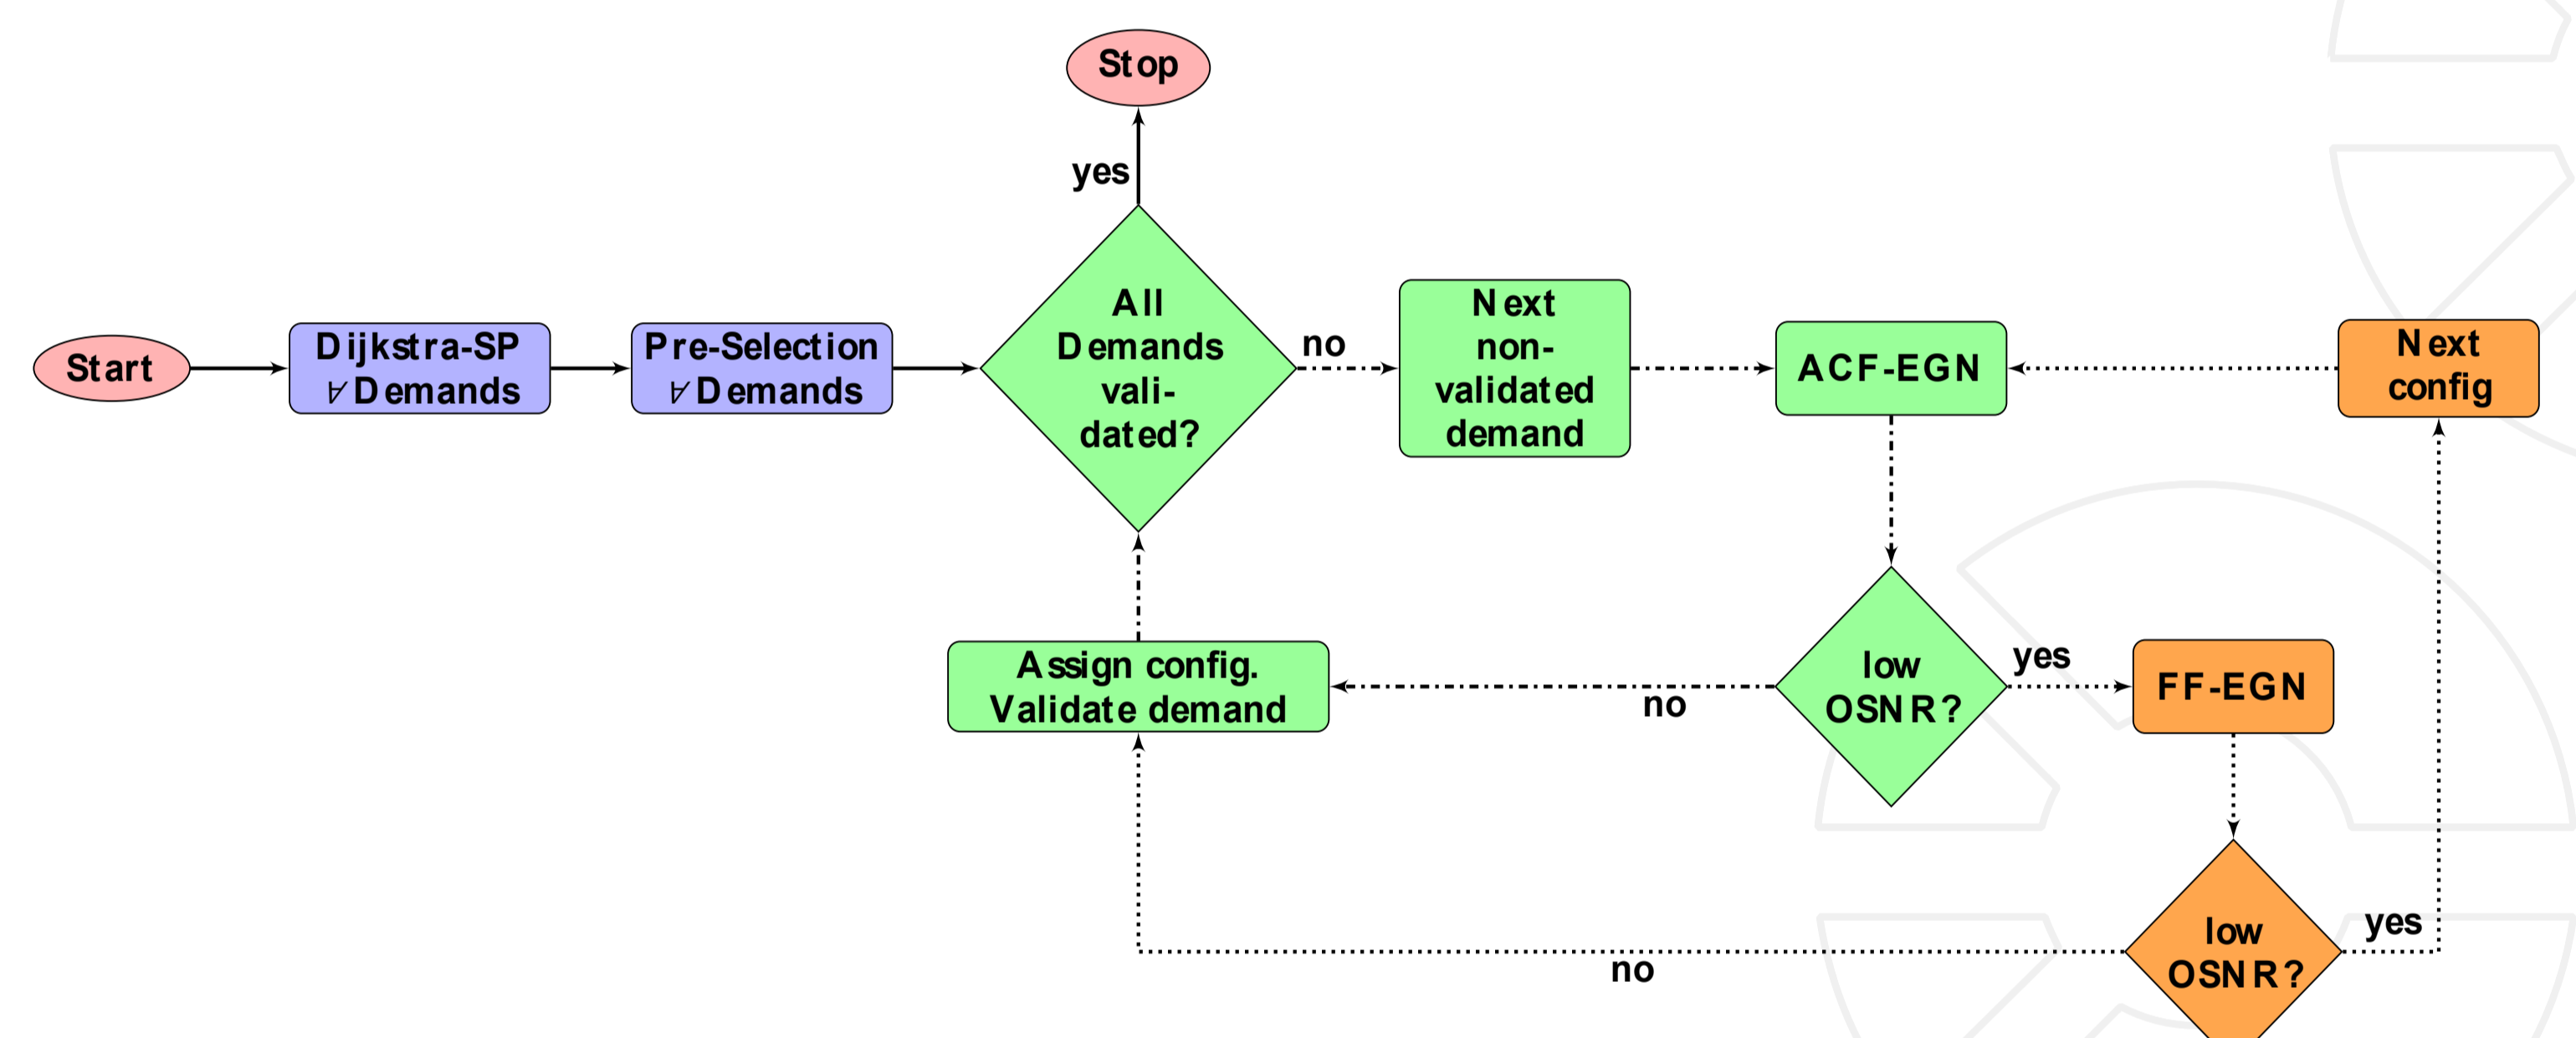 Stop
yes
Start
Dijkstra-SP
∀ Demands
Pre-Selection
∀ Demands
All
Demands
vali-
dated?
no
Next
non-
validated
demand
ACF-EGN
Next
config
Assign config.
Validate demand
no
low
OSNR?
yes
FF-EGN
no
low
OSNR?
yes